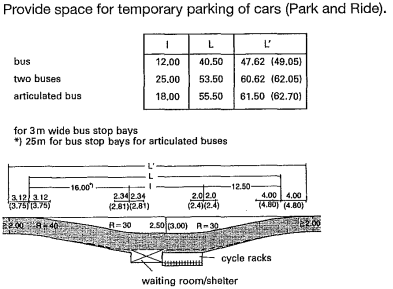 Provide space for temporary parking of cars (Park and Ride).
l L L'
bus 12,00 40.50 47.62 (49.05)
two buses 25,00 53.50 60.62 (62.05)
articulated bus 18,00 55.50 61.50 (62.70)
for 3m wide bus stop bays
*) 25m for bus stop bays for articulated buses
L'
L
16.00*) l 12.50
3.12 3.12 2.34 2.34 2.0 2.0 4.00 4.00
(3.75) (3.75) (2.81) (2.81) (2.4) (2.4) (4.80) (4.80)
≥2.00 R=40 R=30 2.50 (3.00) R=30 ≥2.00
cycle racks
waiting room/shelter